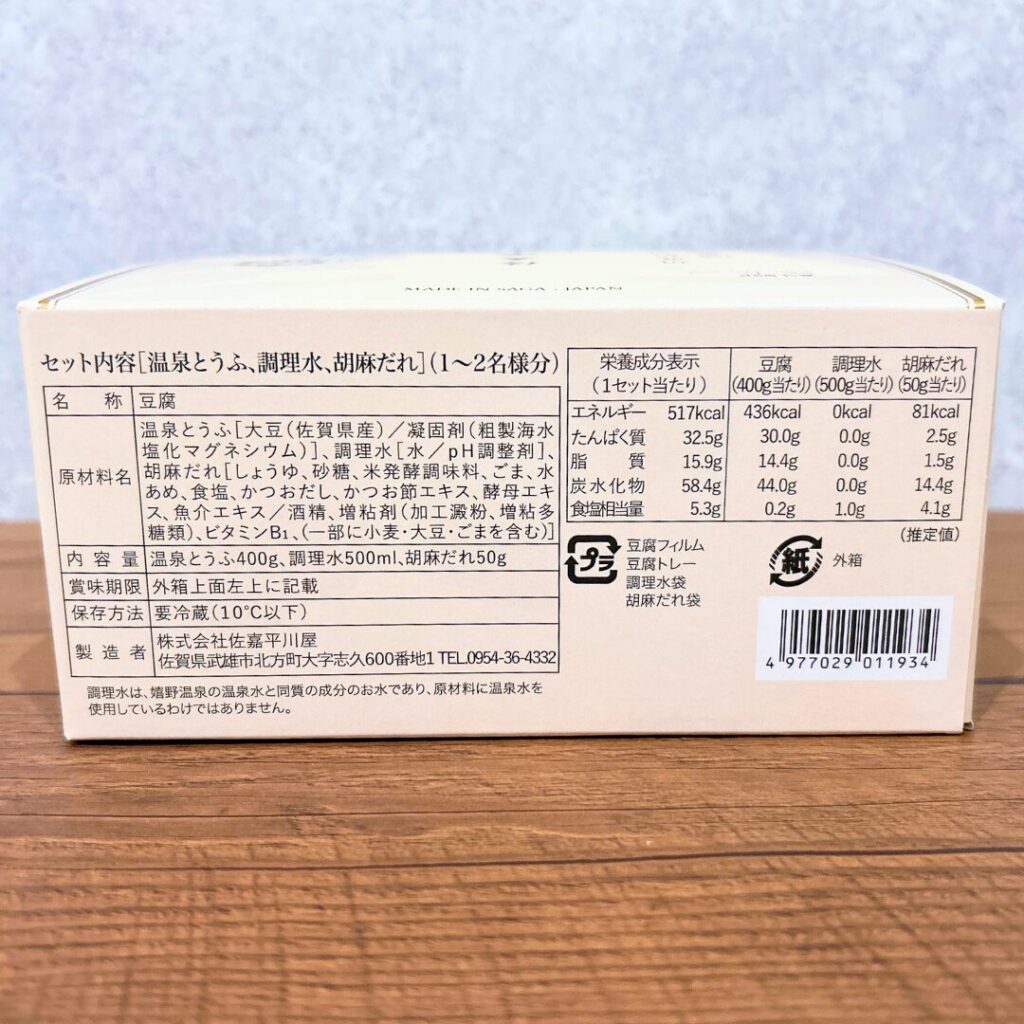 MADE IN SAGA , JAPAN
セット内容［温泉とうふ、調理水、胡麻だれ］（1～2名様分）
名　称 豆腐
原材料名 温泉とうふ［大豆（佐賀県産）／凝固剤（粗製海水
塩化マグネシウム）］、調理水［水／pH調整剤］、
胡麻だれ［しょうゆ、砂糖、米発酵調味料、ごま、水
あめ、食塩、かつおだし、かつお節エキス、酵母エキ
ス、魚介エキス／酒精、増粘剤（加工澱粉、増粘多
糖類）、ビタミンB₁、（一部に小麦・大豆・ごまを含む）］
内容量 温泉とうふ400g、調理水500ml、胡麻だれ50g
賞味期限 外箱上面左上に記載
保存方法 要冷蔵（10℃以下）
製造者 株式会社佐嘉平川屋
佐賀県武雄市北方町大字志久600番地1 TEL.0954-36-4332
調理水は、嬉野温泉の温泉水と同質の成分のお水であり、原材料に温泉水を
使用しているわけではありません。
栄養成分表示 豆腐 調理水 胡麻だれ
（1セット当たり） （400g当たり） （500g当たり） （50g当たり）
エネルギー 517kcal 436kcal 0kcal 81kcal
たんぱく質 32.5g 30.0g 0.0g 2.5g
脂　質 15.9g 14.4g 0.0g 1.5g
炭水化物 58.4g 44.0g 0.0g 14.4g
食塩相当量 5.3g 0.2g 1.0g 4.1g
（推定値）
プラ
豆腐フィルム
豆腐トレー
調理水袋
胡麻だれ袋
紙 外箱
4 977029 011934